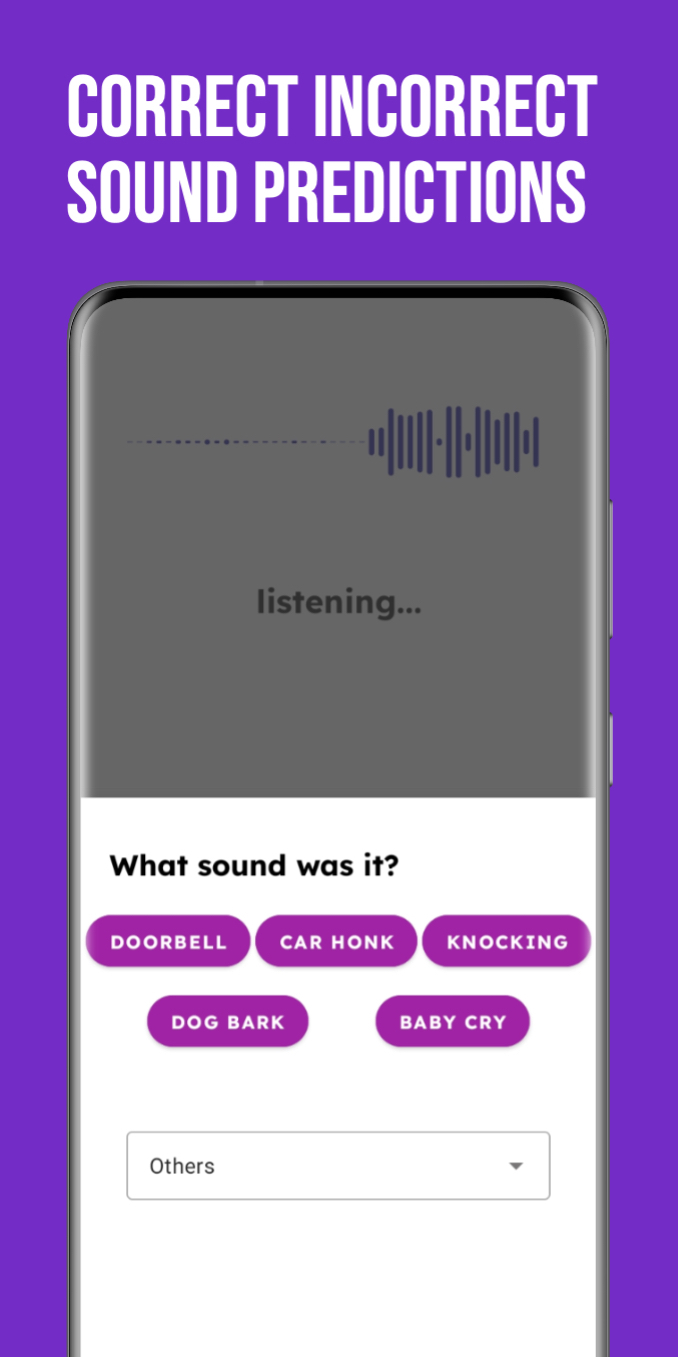 CORRECT INCORRECT
SOUND PREDICTIONS
listening...
What sound was it?
DOORBELL CAR HONK KNOCKING
DOG BARK BABY CRY
Others